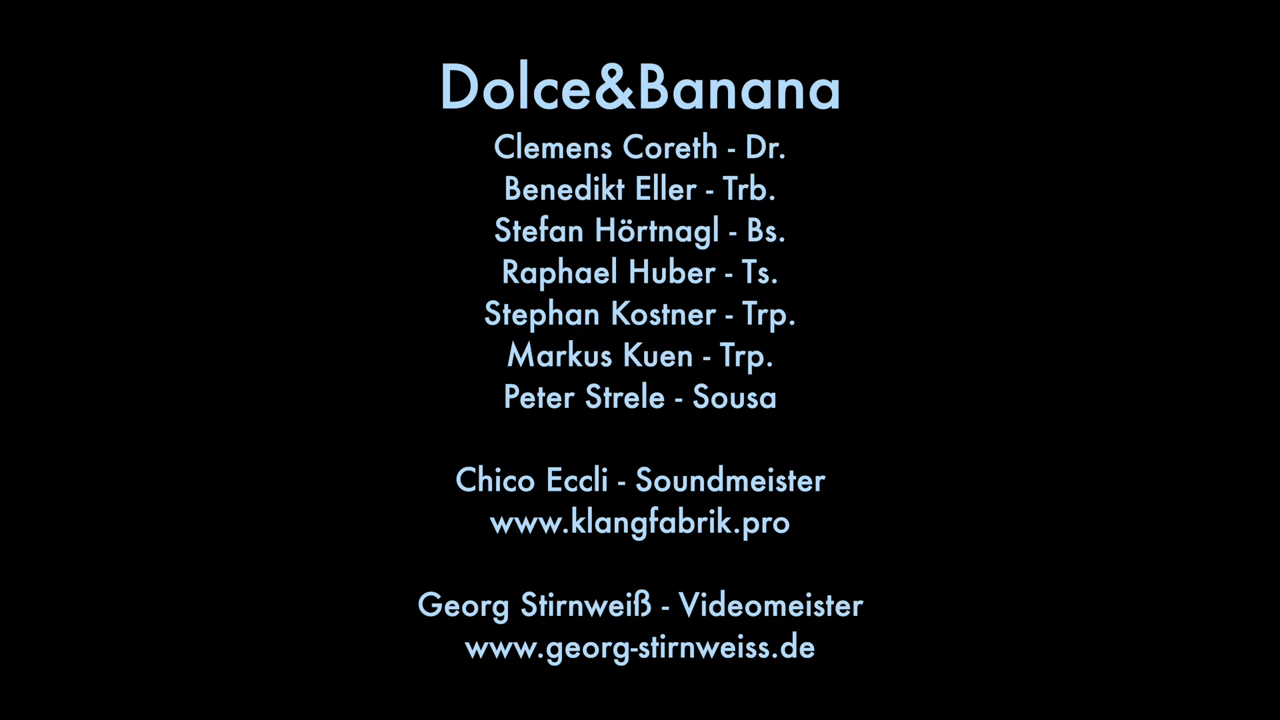 Dolce&Banana
Clemens Coreth - Dr.
Benedikt Eller - Trb.
Stefan Hörtnagl - Bs.
Raphael Huber - Ts.
Stephan Kostner - Trp.
Markus Kuen - Trp.
Peter Strele - Sousa
Chico Eccli - Soundmeister
www.klangfabrik.pro
Georg Stirnweiß - Videomeister
www.georg-stirnweiss.de